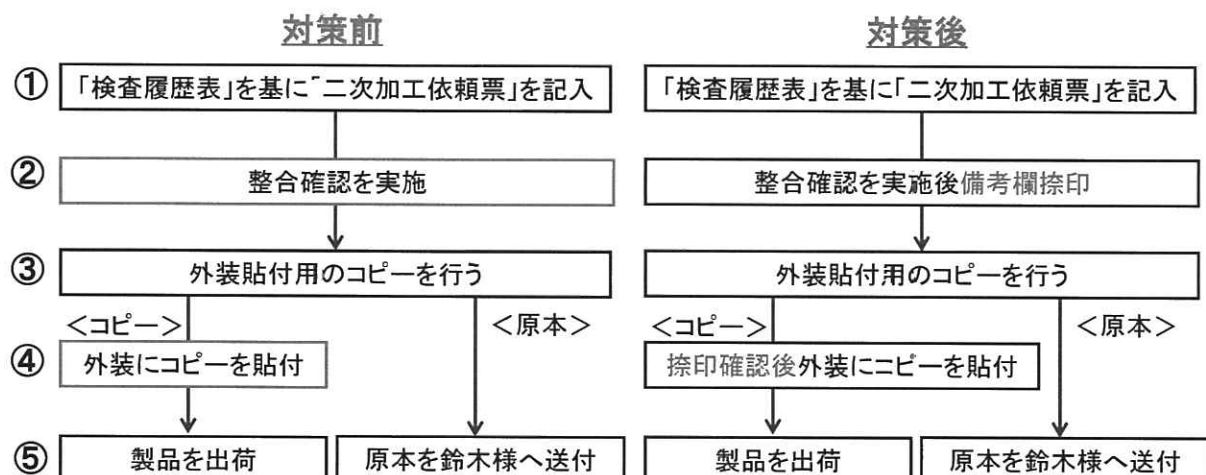 対策前
対策後
① 「検査履歴表」を基に「二次加工依頼票」を記入
「検査履歴表」を基に「二次加工依頼票」を記入
② 整合確認を実施
整合確認を実施後備考欄捺印
③ 外装貼付用のコピーを行う
外装貼付用のコピーを行う
＜コピー＞
＜原本＞
＜コピー＞
＜原本＞
④ 外装にコピーを貼付
捺印確認後外装にコピーを貼付
⑤ 製品を出荷
原本を鈴木様へ送付
製品を出荷
原本を鈴木様へ送付